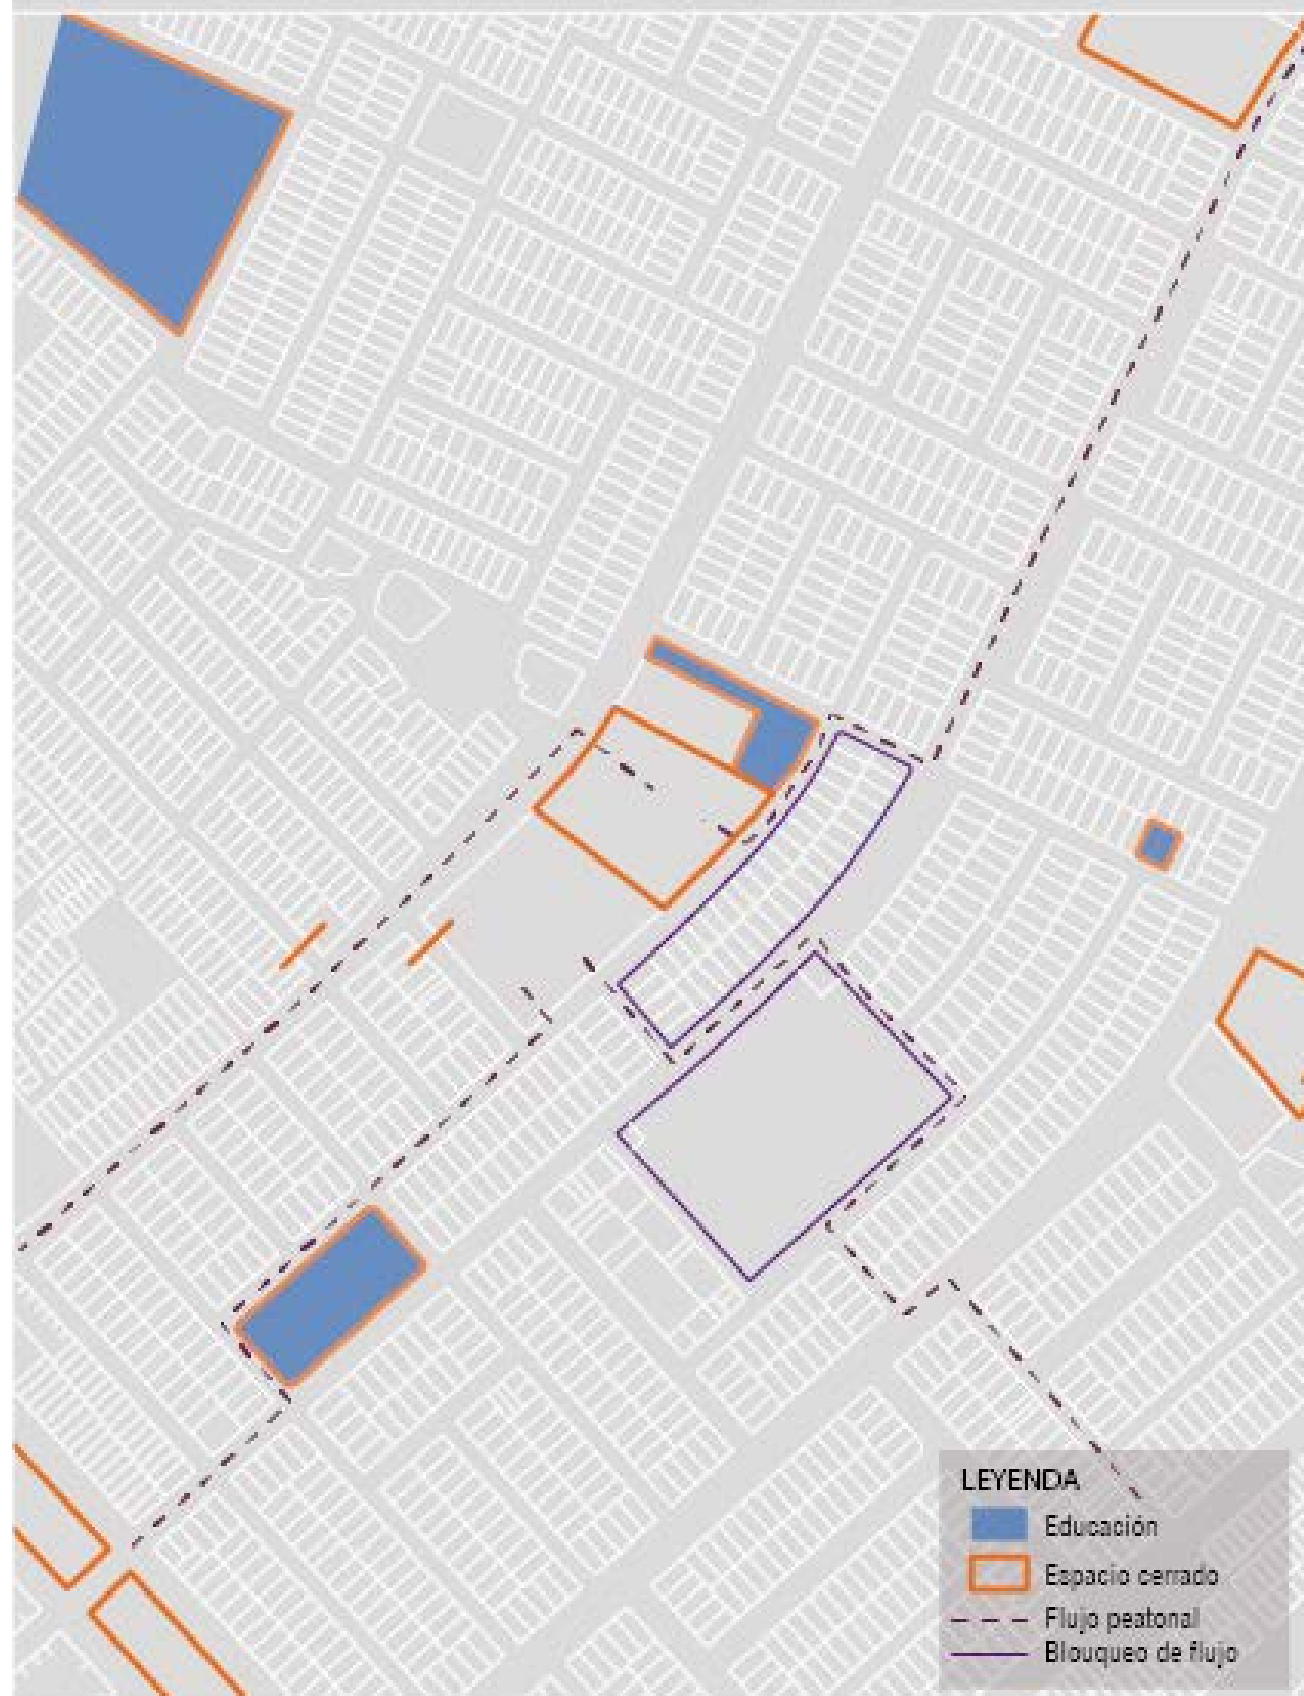 LEYENDA
Educación
Espacio cerrado
Flujo peatonal
Blouqueo de flujo